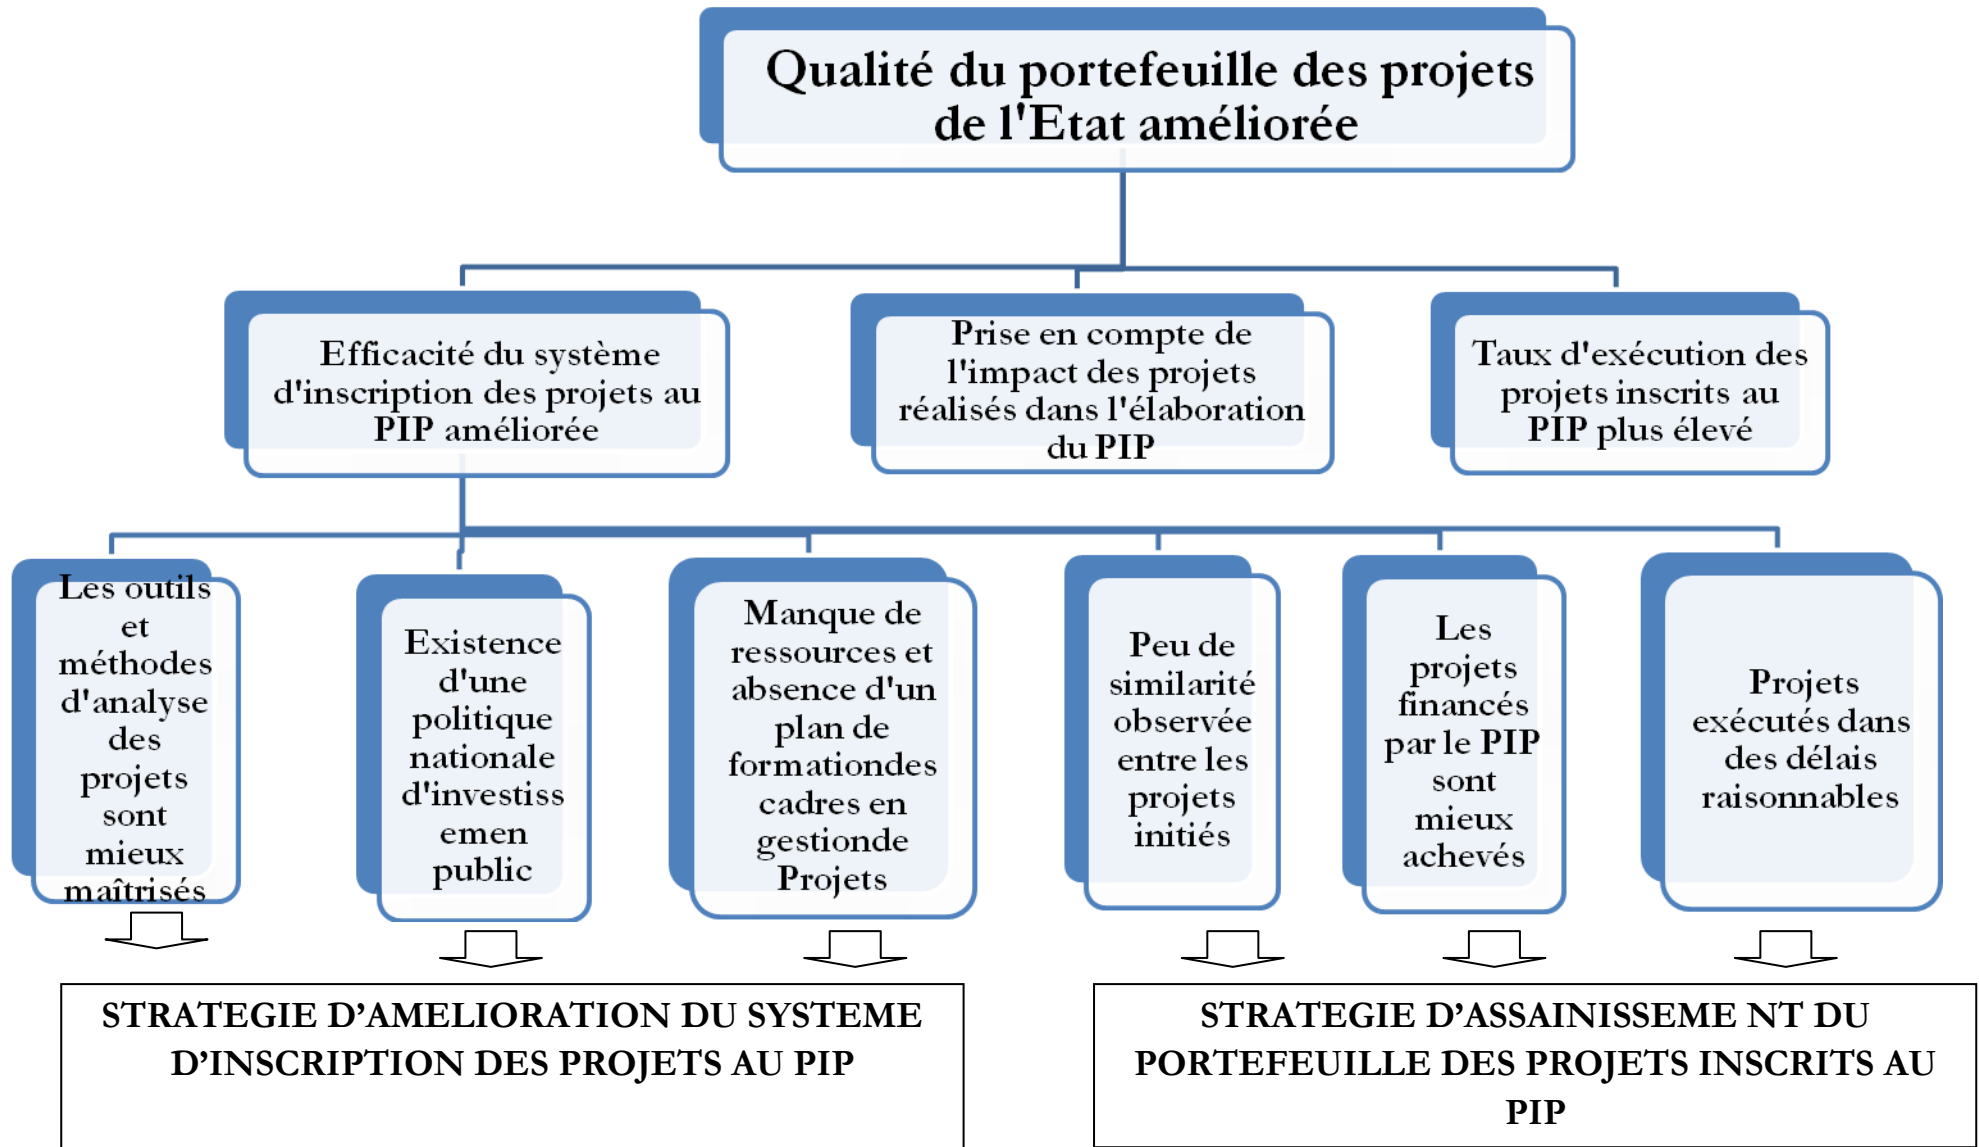 Qualité du portefeuille des projets
de l'Etat améliorée
Efficacité du système
d'inscription des projets au
PIP améliorée
Prise en compte de
l'impact des projets
réalisés dans l'élaboration
du PIP
Taux d'exécution des
projets inscrits au
PIP plus élevé
Les outils
et
méthodes
d'analyse
des
projets
sont
mieux
maîtrisés
Existence
d'une
politique
nationale
d'investiss
emen
public
Manque de
ressources et
absence d'un
plan de
formationdes
cadres en
gestionde
Projets
Peu de
similarité
observée
entre les
projets
initiés
Les
projets
financés
par le PIP
sont
mieux
achevés
Projets
exécutés dans
des délais
raisonnables
STRATEGIE D’AMELIORATION DU SYSTEME
D’INSCRIPTION DES PROJETS AU PIP
STRATEGIE D’ASSAINISSEME NT DU
PORTEFEUILLE DES PROJETS INSCRITS AU
PIP